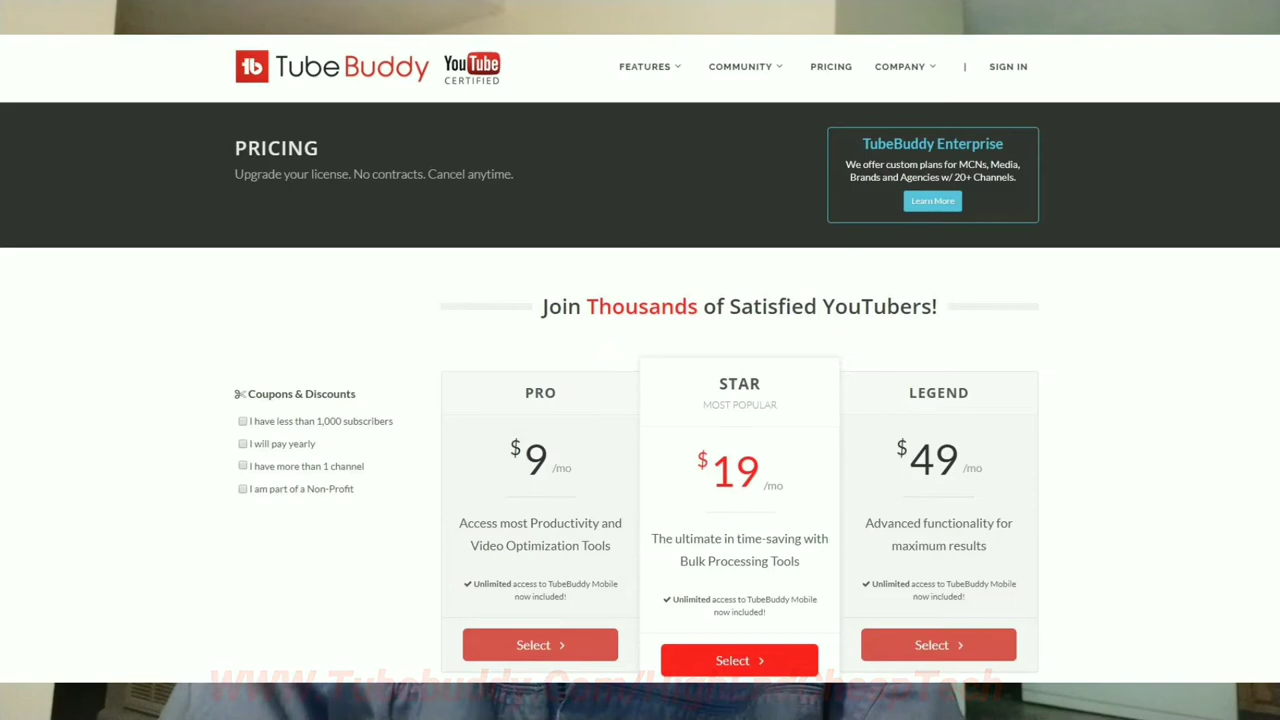 TubeBuddy YouTube CERTIFIED
FEATURES COMMUNITY PRICING COMPANY | SIGN IN
PRICING
Upgrade your license. No contracts. Cancel anytime.
TubeBuddy Enterprise
We offer custom plans for MCNs, Media,
Brands and Agencies w/ 20+ Channels.
Learn More
Join Thousands of Satisfied YouTubers!
Coupons & Discounts
I have less than 1,000 subscribers
I will pay yearly
I have more than 1 channel
I am part of a Non-Profit
PRO
$9/mo
Access most Productivity and
Video Optimization Tools
Unlimited access to TubeBuddy Mobile
now included!
Select
STAR
MOST POPULAR
$19/mo
The ultimate in time-saving with
Bulk Processing Tools
Unlimited access to TubeBuddy Mobile
now included!
Select
LEGEND
$49/mo
Advanced functionality for
maximum results
Unlimited access to TubeBuddy Mobile
now included!
Select